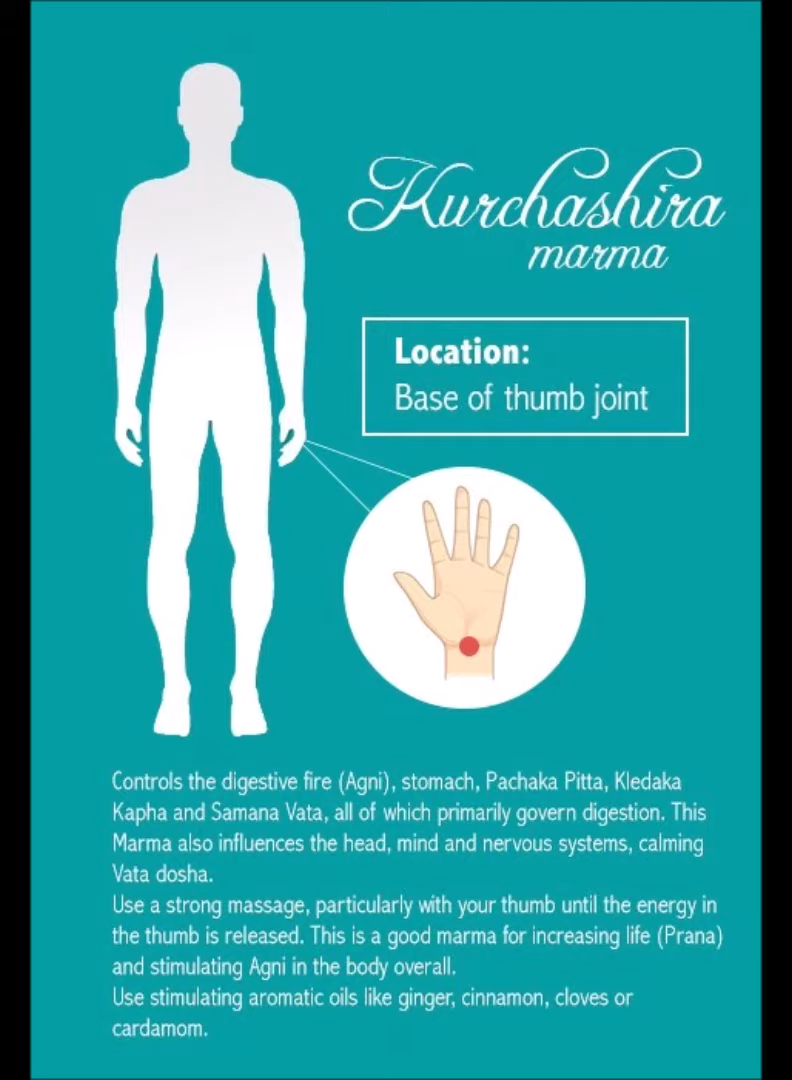 Kurchashira
marma
Location:
Base of thumb joint
Controls the digestive fire (Agni), stomach, Pachaka Pitta, Kledaka
Kapha and Samana Vata, all of which primarily govern digestion. This
Marma also influences the head, mind and nervous systems, calming
Vata dosha.
Use a strong massage, particularly with your thumb until the energy in
the thumb is released. This is a good marma for increasing life (Prana)
and stimulating Agni in the body overall.
Use stimulating aromatic oils like ginger, cinnamon, cloves or
cardamom.